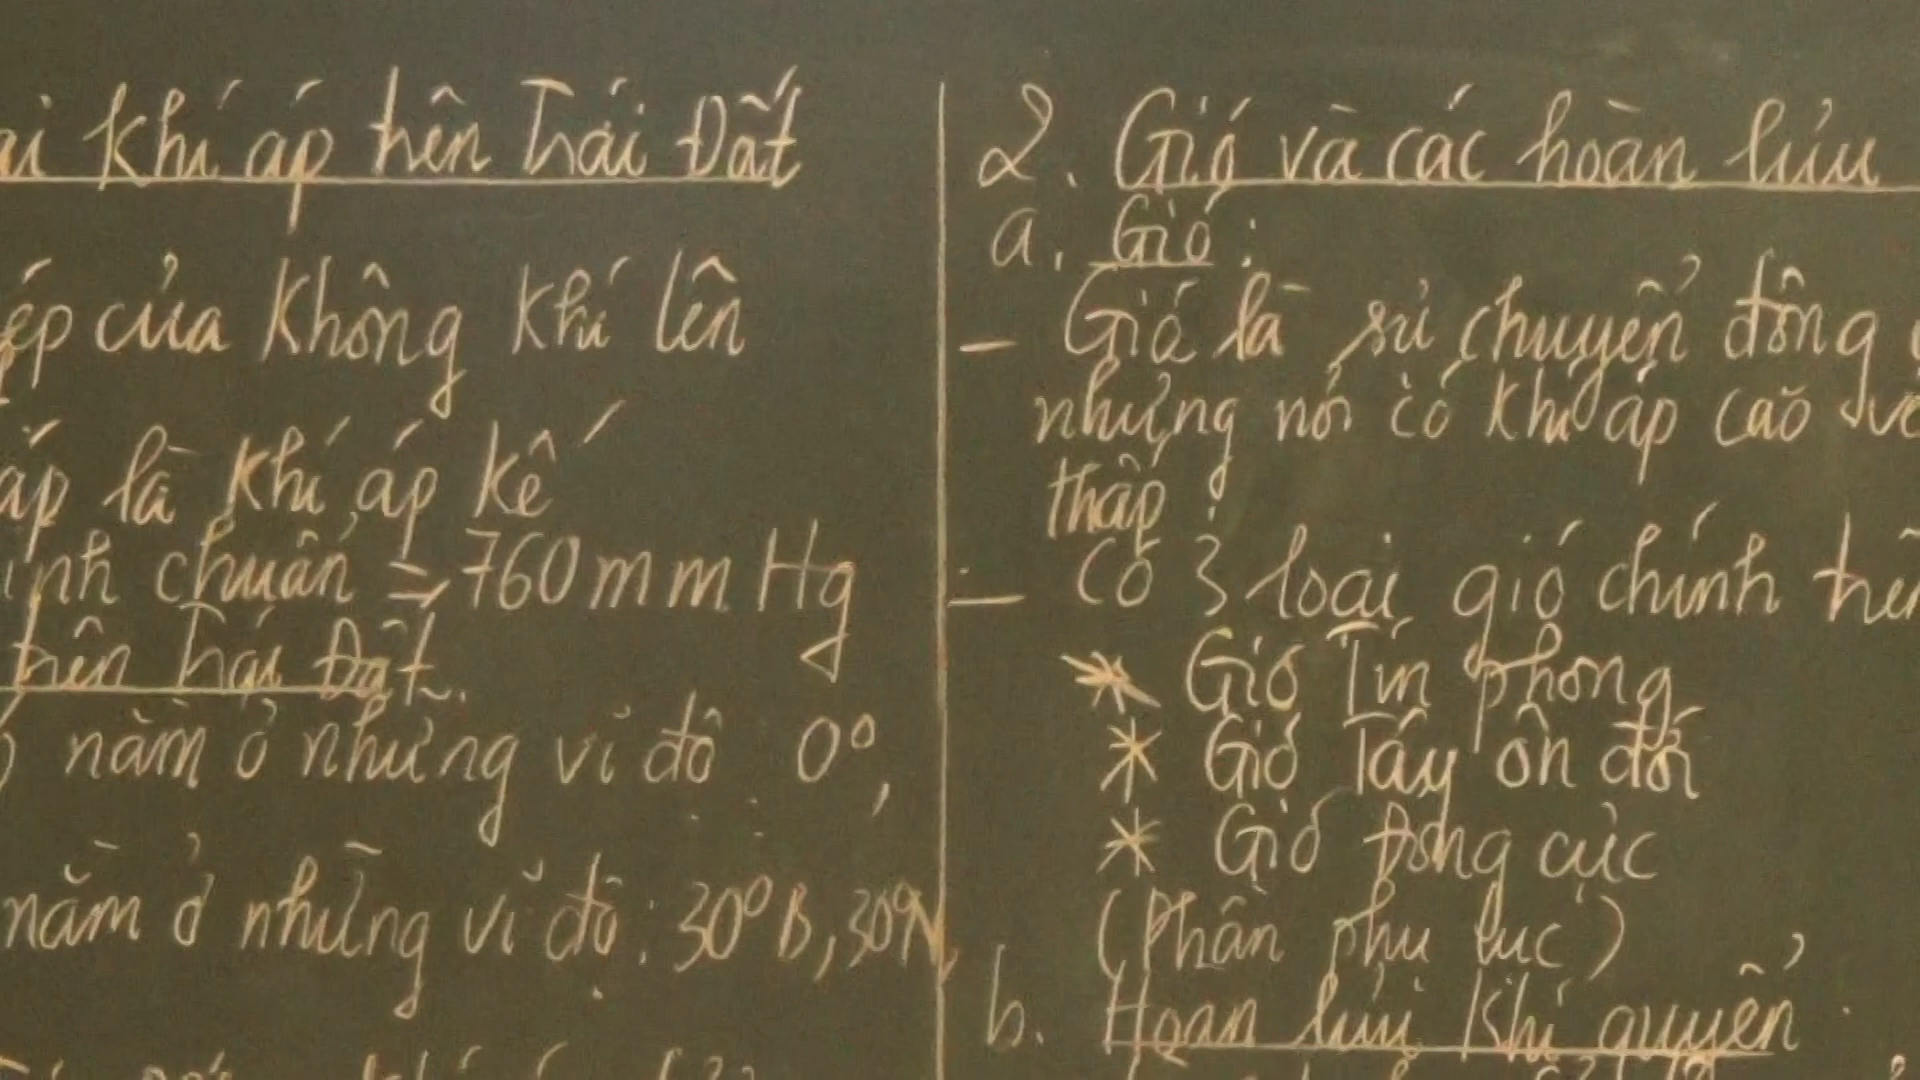 ai khí áp trên Trái Đất
ép của không khí lên
áp là khí áp kế
chuẩn = 760 mm Hg
trên Trái Đất.
nằm ở những vĩ độ 0°,
nằm ở những vĩ độ: 30°B, 30°N,
2. Gió và các hoàn lưu
a. Gió:
- Gió là sự chuyển động
những nơi có khí áp cao về
thấp.
- Có 3 loại gió chính trên
* Gió Tín phong
* Gió Tây ôn đới
* Gió Đông cực
(Phần phụ lục)
b. Hoàn lưu khí quyển